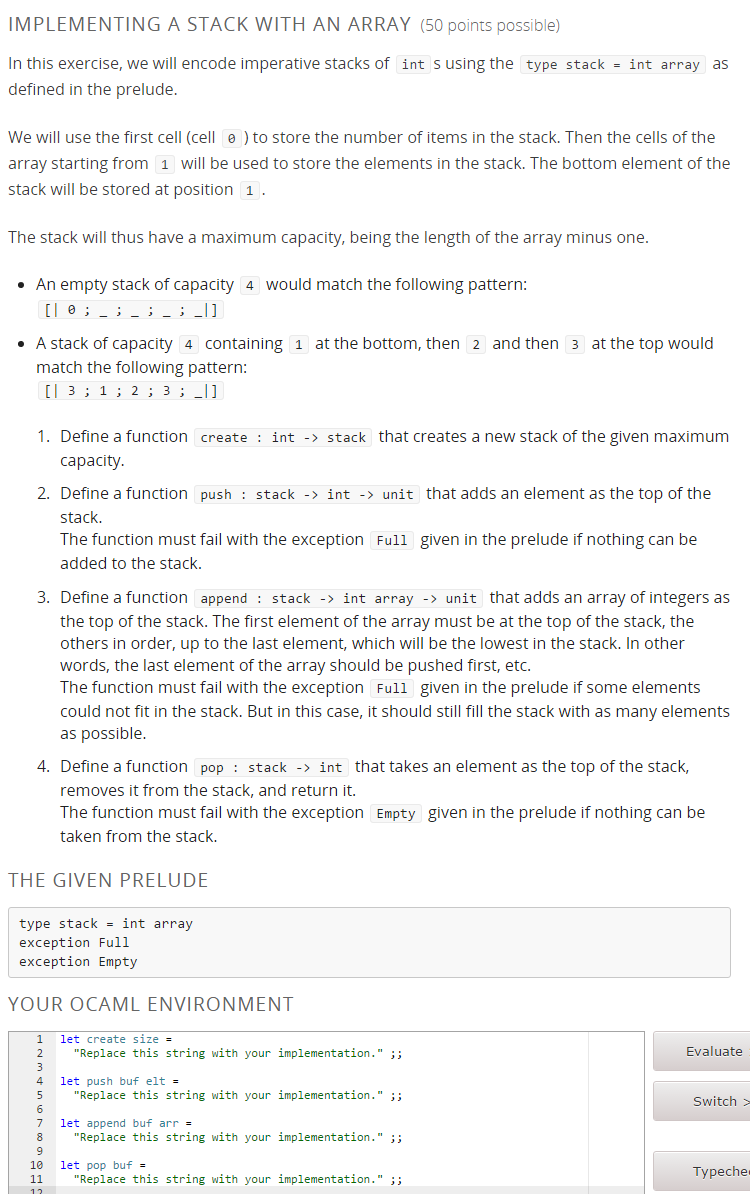 IMPLEMENTING A STACK WITH AN ARRAY (50 points possible)
In this exercise, we will encode imperative stacks of int s using the type stack = int array as
defined in the prelude.
We will use the first cell (cell 0 ) to store the number of items in the stack. Then the cells of the
array starting from 1 will be used to store the elements in the stack. The bottom element of the
stack will be stored at position 1 .
The stack will thus have a maximum capacity, being the length of the array minus one.
• An empty stack of capacity 4 would match the following pattern:
[| 0 ; _ ; _ ; _ ; _|]
• A stack of capacity 4 containing 1 at the bottom, then 2 and then 3 at the top would
match the following pattern:
[| 3 ; 1 ; 2 ; 3 ; _|]
1. Define a function create : int -> stack that creates a new stack of the given maximum
capacity.
2. Define a function push : stack -> int -> unit that adds an element as the top of the
stack.
The function must fail with the exception Full given in the prelude if nothing can be
added to the stack.
3. Define a function append : stack -> int array -> unit that adds an array of integers as
the top of the stack. The first element of the array must be at the top of the stack, the
others in order, up to the last element, which will be the lowest in the stack. In other
words, the last element of the array should be pushed first, etc.
The function must fail with the exception Full given in the prelude if some elements
could not fit in the stack. But in this case, it should still fill the stack with as many elements
as possible.
4. Define a function pop : stack -> int that takes an element as the top of the stack,
removes it from the stack, and return it.
The function must fail with the exception Empty given in the prelude if nothing can be
taken from the stack.
THE GIVEN PRELUDE
type stack = int array
exception Full
exception Empty
YOUR OCAML ENVIRONMENT
1 let create size =
2 "Replace this string with your implementation." ;;
3
4 let push buf elt =
5 "Replace this string with your implementation." ;;
6
7 let append buf arr =
8 "Replace this string with your implementation." ;;
9
10 let pop buf =
11 "Replace this string with your implementation." ;;
12
Evaluate
Switch >
Typeche